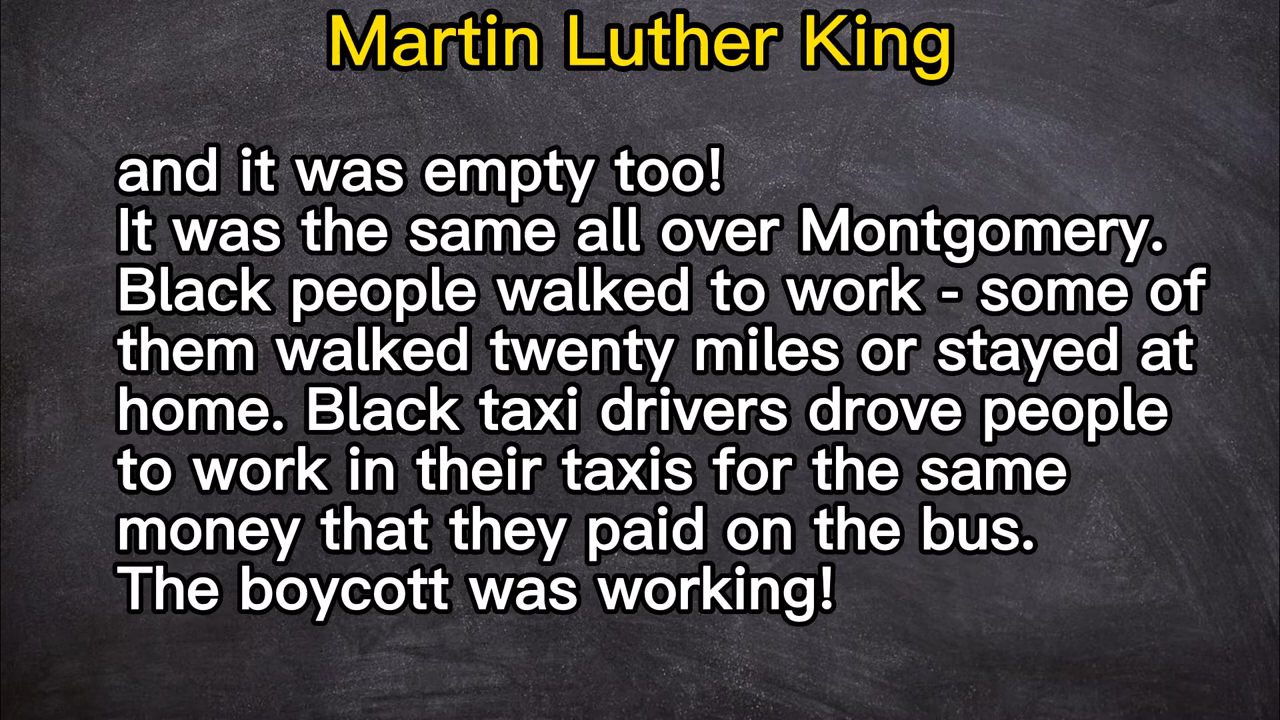 Martin Luther King
and it was empty too!
It was the same all over Montgomery.
Black people walked to work - some of
them walked twenty miles or stayed at
home. Black taxi drivers drove people
to work in their taxis for the same
money that they paid on the bus.
The boycott was working!